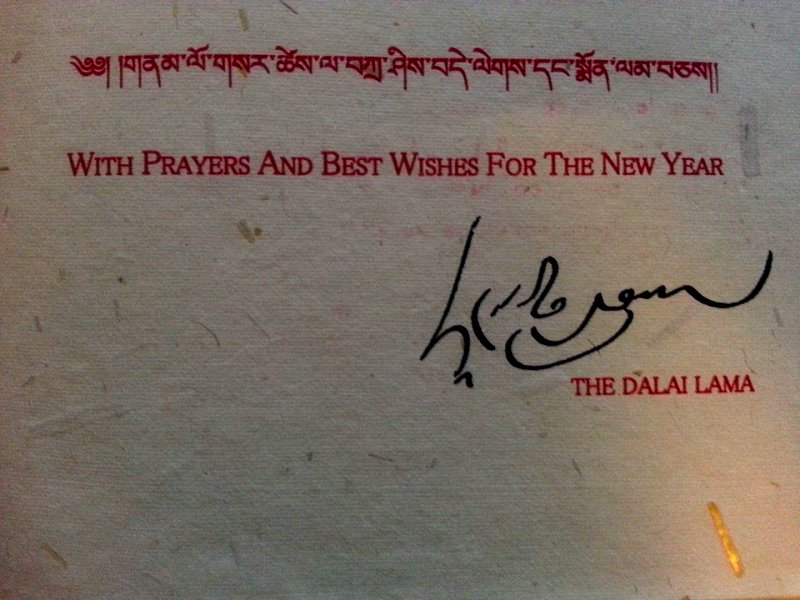 ༄༅། །གནམ་ལོ་གསར་ཚེས་ལ་བཀྲ་ཤིས་བདེ་ལེགས་དང་སྨོན་ལམ་བཅས།།
WITH PRAYERS AND BEST WISHES FOR THE NEW YEAR
THE DALAI LAMA